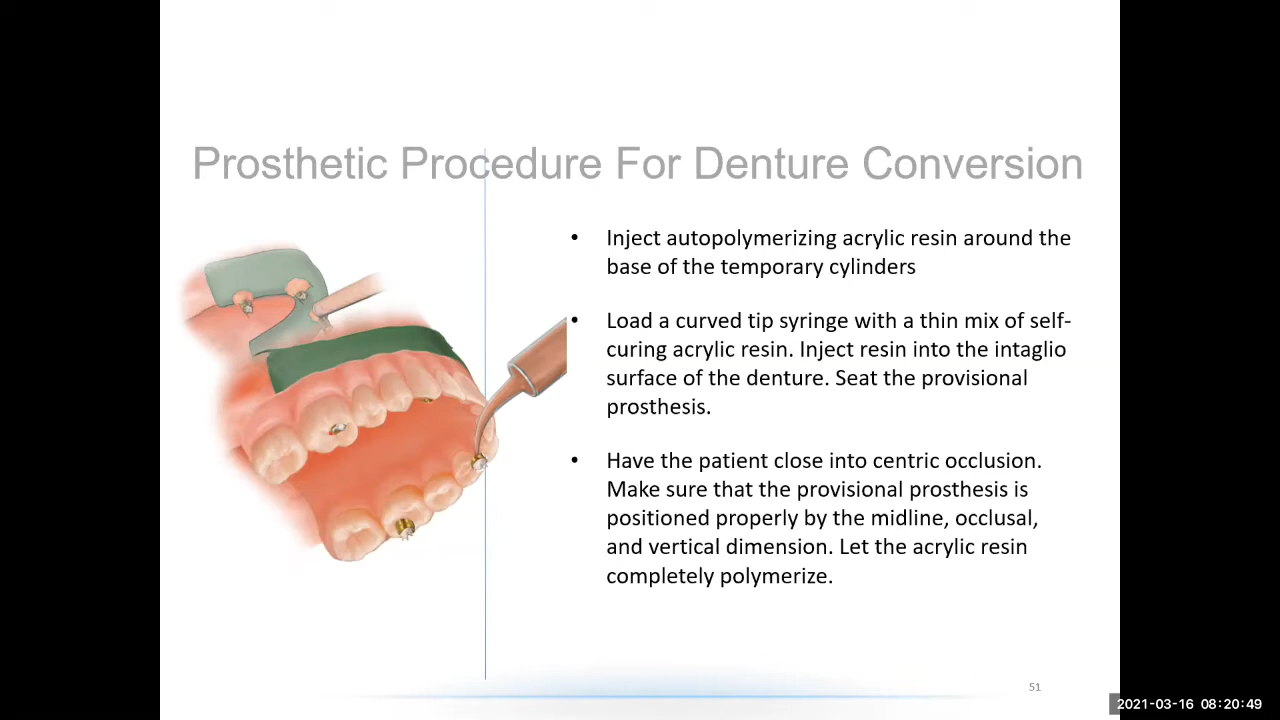 Prosthetic Procedure For Denture Conversion
• Inject autopolymerizing acrylic resin around the
base of the temporary cylinders
• Load a curved tip syringe with a thin mix of self-
curing acrylic resin. Inject resin into the intaglio
surface of the denture. Seat the provisional
prosthesis.
• Have the patient close into centric occlusion.
Make sure that the provisional prosthesis is
positioned properly by the midline, occlusal,
and vertical dimension. Let the acrylic resin
completely polymerize.
51
2021-03-16 08:20:49